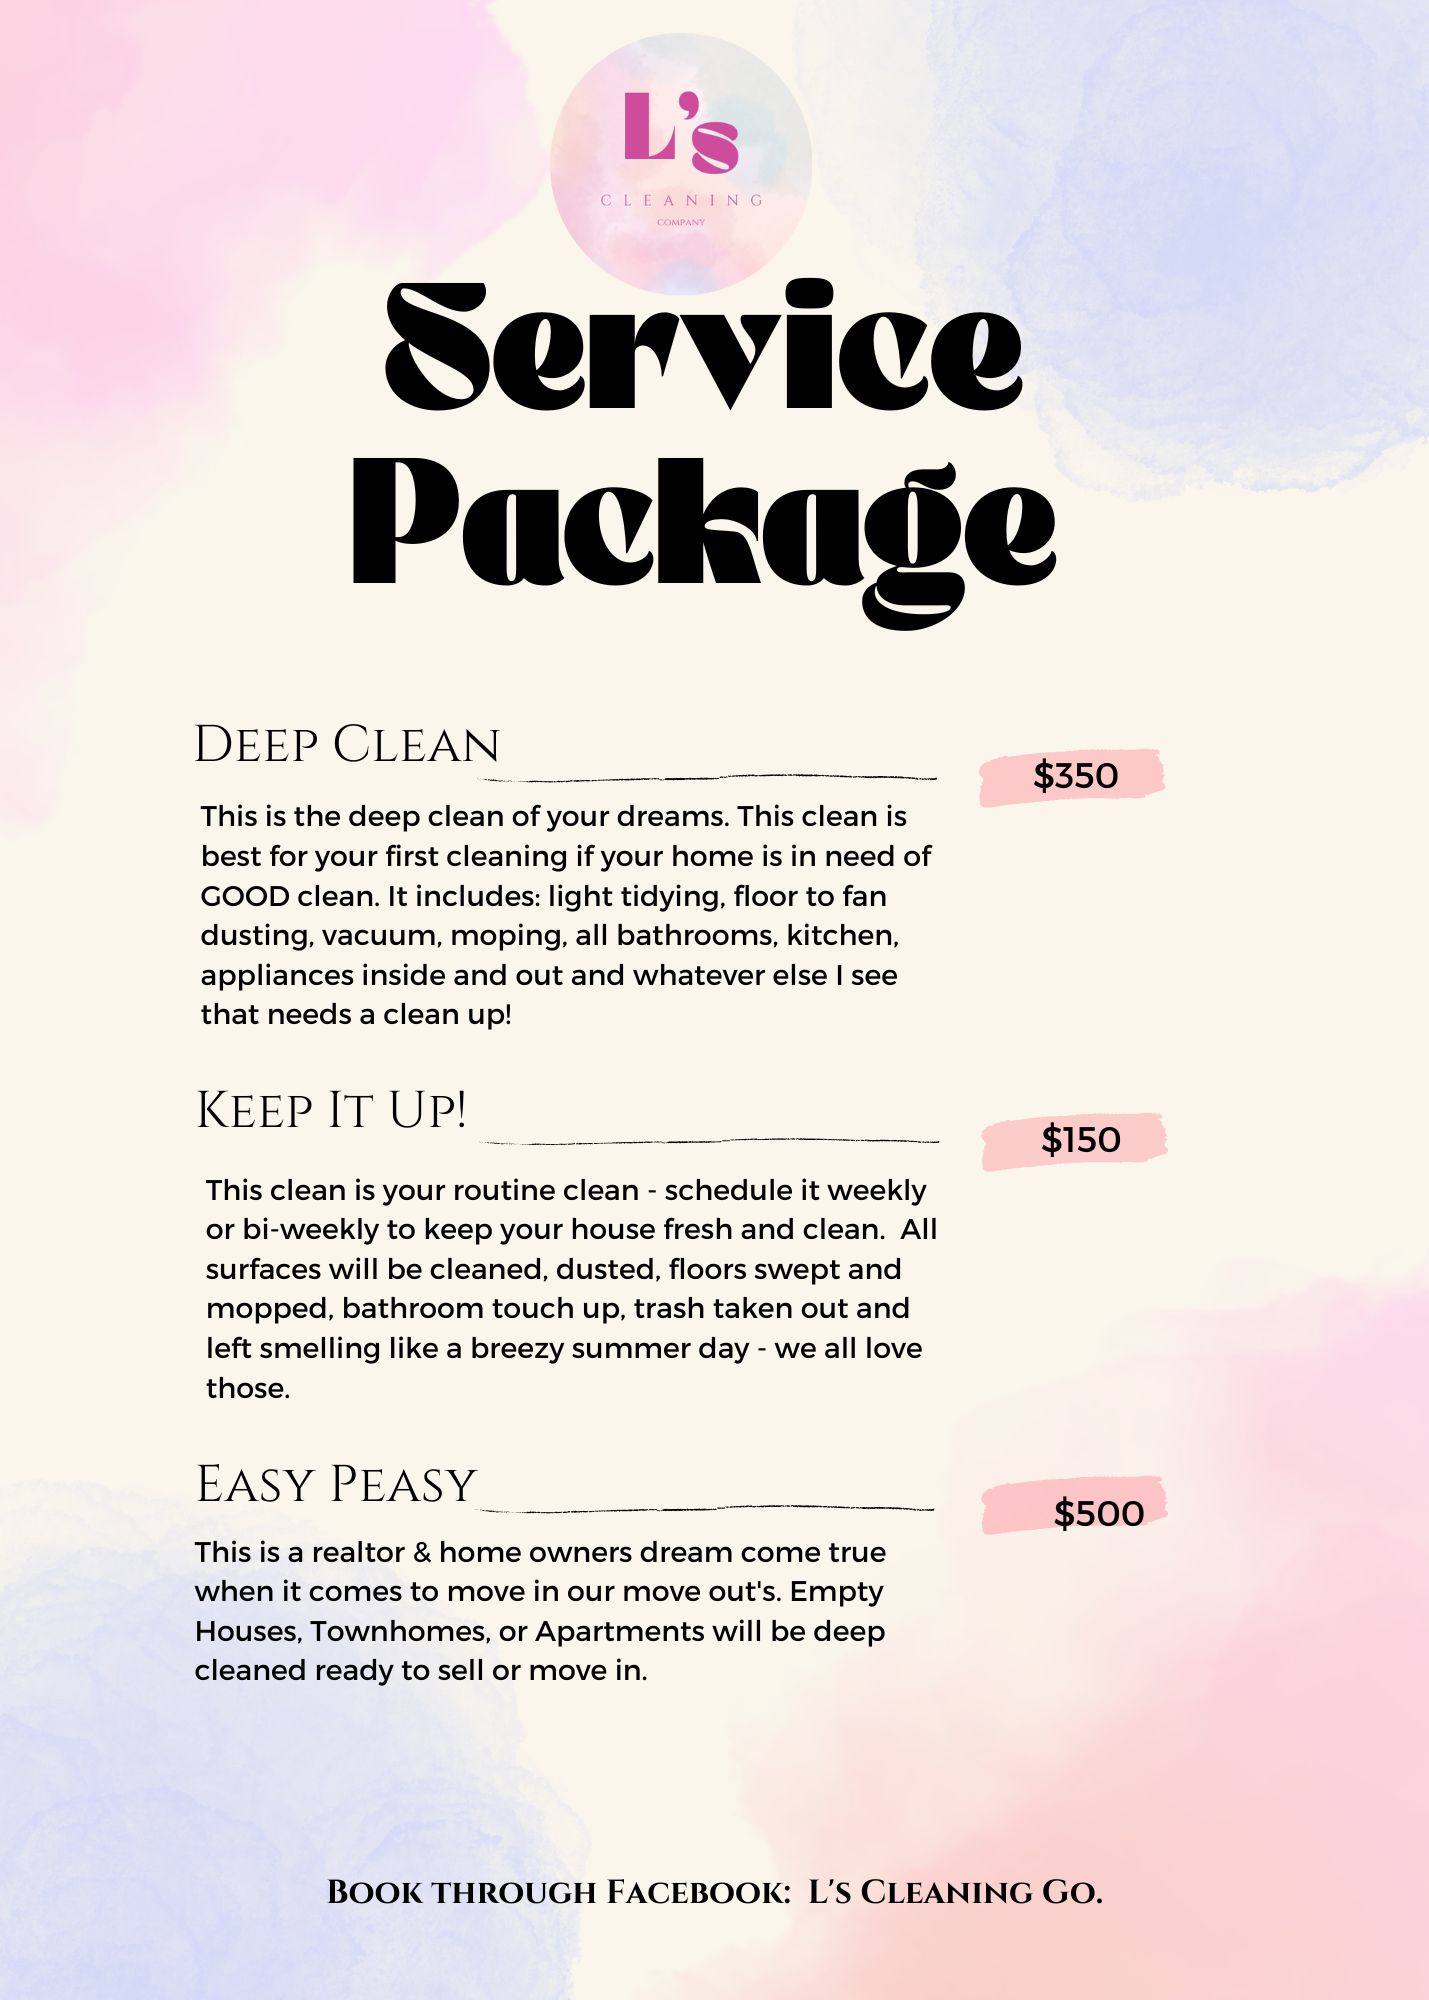 L's
CLEANING
COMPANY
Service
Package
Deep Clean
$350
This is the deep clean of your dreams. This clean is
best for your first cleaning if your home is in need of
GOOD clean. It includes: light tidying, floor to fan
dusting, vacuum, moping, all bathrooms, kitchen,
appliances inside and out and whatever else I see
that needs a clean up!
Keep It Up!
$150
This clean is your routine clean - schedule it weekly
or bi-weekly to keep your house fresh and clean.  All
surfaces will be cleaned, dusted, floors swept and
mopped, bathroom touch up, trash taken out and
left smelling like a breezy summer day - we all love
those.
Easy Peasy
$500
This is a realtor & home owners dream come true
when it comes to move in our move out's. Empty
Houses, Townhomes, or Apartments will be deep
cleaned ready to sell or move in.
Book through Facebook:  L's Cleaning Go.